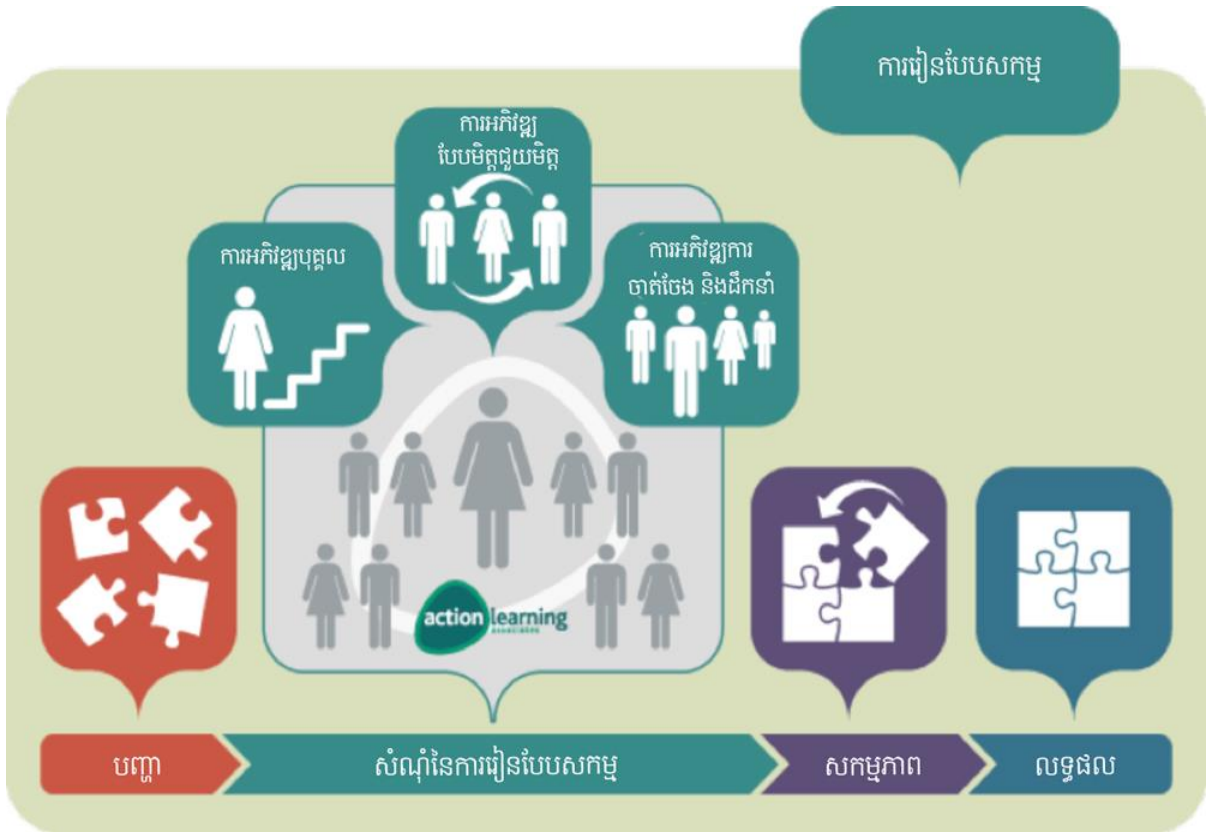 ការរៀនបែបសកម្ម
ការអភិវឌ្ឍ
បែបមិត្តជួយមិត្ត
ការអភិវឌ្ឍបុគ្គល
ការអភិវឌ្ឍការ
ចាត់ចែង និងដឹកនាំ
action learning
ASSOCIATES
បញ្ហា
សំណុំនៃការរៀនបែបសកម្ម
សកម្មភាព
លទ្ធផល